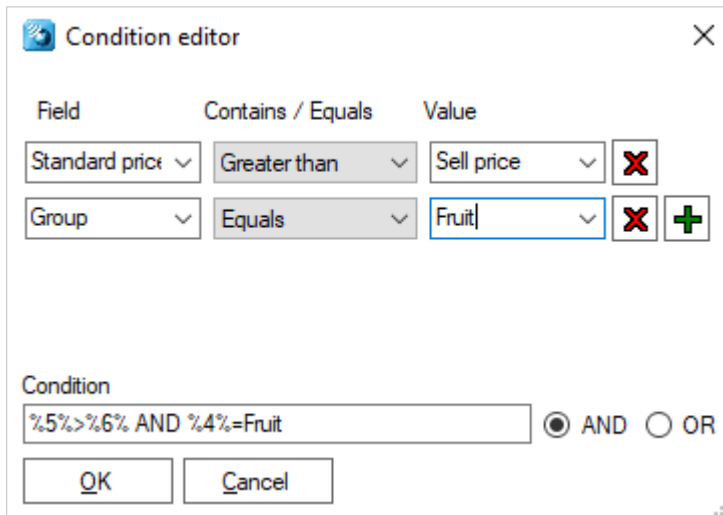 Condition editor
Field Contains / Equals Value
Standard price Greater than Sell price
Group Equals Fruit
Condition
%5%>%6% AND %4%=Fruit AND OR
OK Cancel